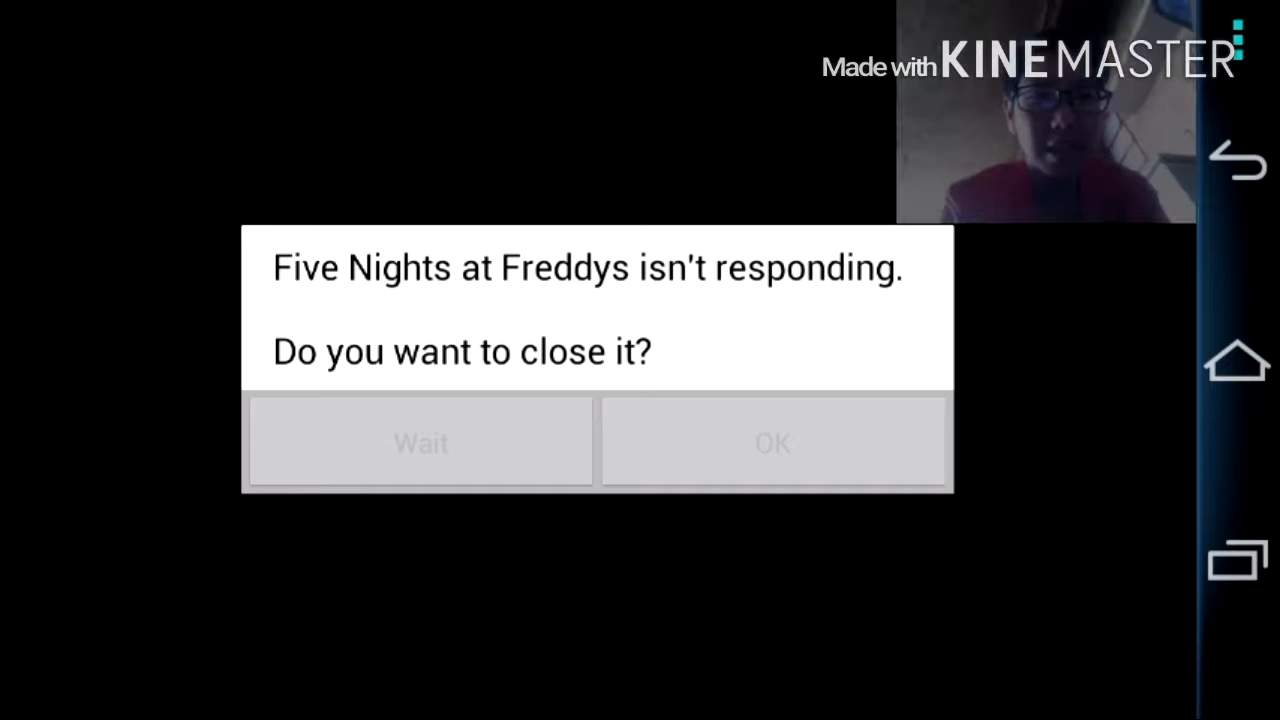 Made with KINEMASTER
Five Nights at Freddys isn't responding.
Do you want to close it?
Wait
OK